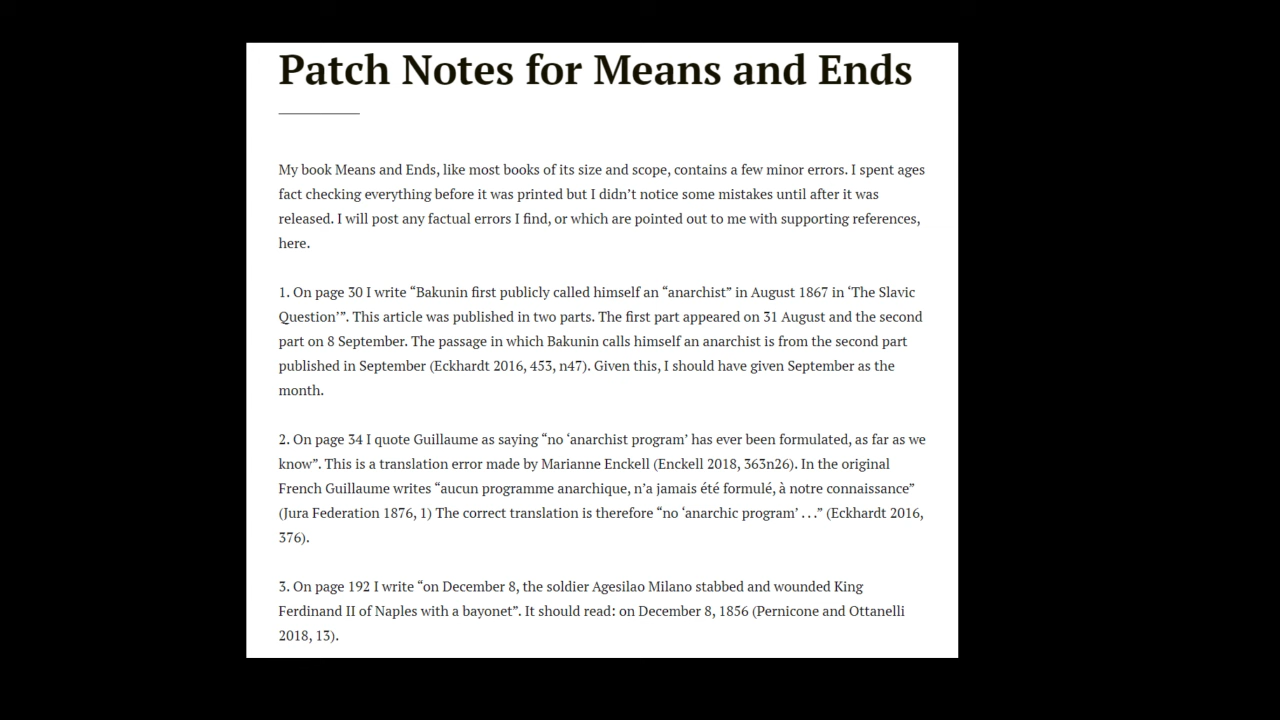 Patch Notes for Means and Ends
My book Means and Ends, like most books of its size and scope, contains a few minor errors. I spent ages
fact checking everything before it was printed but I didn’t notice some mistakes until after it was
released. I will post any factual errors I find, or which are pointed out to me with supporting references,
here.
1. On page 30 I write “Bakunin first publicly called himself an “anarchist” in August 1867 in ‘The Slavic
Question’”. This article was published in two parts. The first part appeared on 31 August and the second
part on 8 September. The passage in which Bakunin calls himself an anarchist is from the second part
published in September (Eckhardt 2016, 453, n47). Given this, I should have given September as the
month.
2. On page 34 I quote Guillaume as saying “no ‘anarchist program’ has ever been formulated, as far as we
know”. This is a translation error made by Marianne Enckell (Enckell 2018, 363n26). In the original
French Guillaume writes “aucun programme anarchique, n’a jamais été formulé, à notre connaissance”
(Jura Federation 1876, 1) The correct translation is therefore “no ‘anarchic program’ . . .” (Eckhardt 2016,
376).
3. On page 192 I write “on December 8, the soldier Agesilao Milano stabbed and wounded King
Ferdinand II of Naples with a bayonet”. It should read: on December 8, 1856 (Pernicone and Ottanelli
2018, 13).